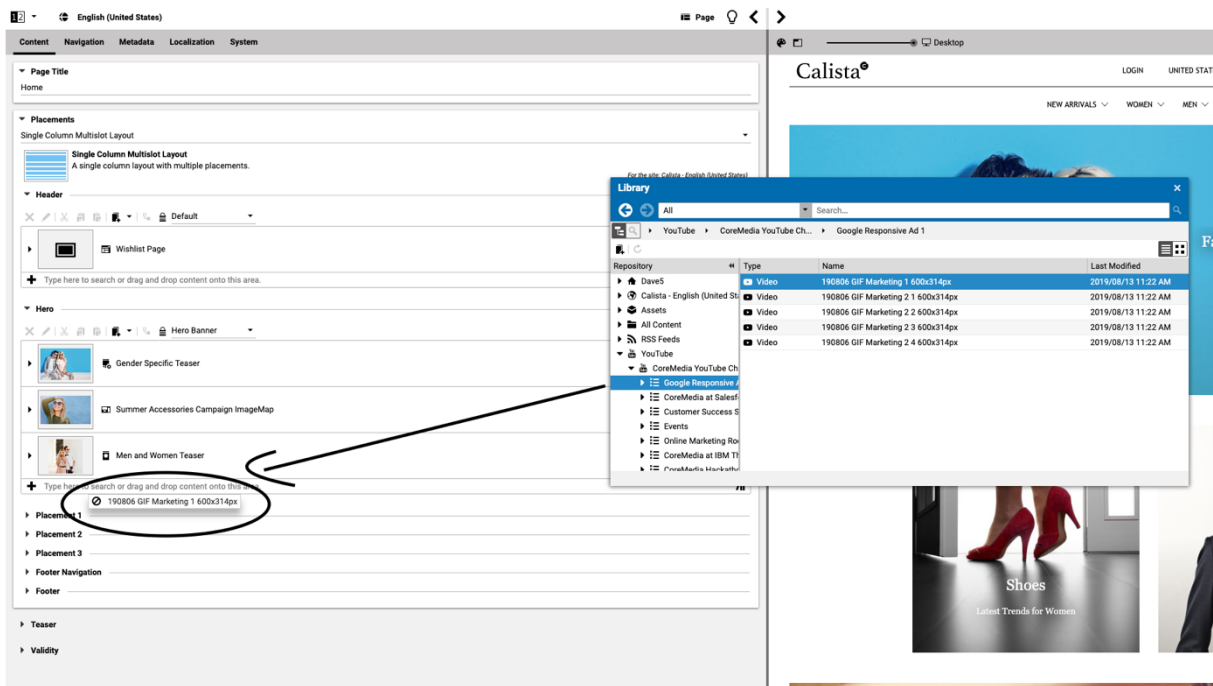 English (United States)
Page
Content Navigation Metadata Localization System
Page Title
Home
Placements
Single Column Multislot Layout
Single Column Multislot Layout
A single column layout with multiple placements.
For the site: Calista - English (United States)
Header
Default
Wishlist Page
Type here to search or drag and drop content onto this area.
Hero
Hero Banner
Gender Specific Teaser
Summer Accessories Campaign ImageMap
Men and Women Teaser
Type here to search or drag and drop content onto this area.
190806 GIF Marketing 1 600x314px
Placement 1
Placement 2
Placement 3
Footer Navigation
Footer
Teaser
Validity
Library
All Search...
YouTube CoreMedia YouTube Ch... Google Responsive Ad 1
Repository Type Name Last Modified
Dave5 Video 190806 GIF Marketing 1 600x314px 2019/08/13 11:22 AM
Calista - English (United Sta Video 190806 GIF Marketing 2 1 600x314px 2019/08/13 11:22 AM
Assets Video 190806 GIF Marketing 2 2 600x314px 2019/08/13 11:22 AM
All Content Video 190806 GIF Marketing 2 3 600x314px 2019/08/13 11:22 AM
RSS Feeds Video 190806 GIF Marketing 2 4 600x314px 2019/08/13 11:22 AM
YouTube
CoreMedia YouTube Ch
Google Responsive A
CoreMedia at Salesf
Customer Success S
Events
Online Marketing Ro
CoreMedia at IBM Th
CoreMedia Hackatho
Desktop
Calista
LOGIN UNITED STAT
NEW ARRIVALS WOMEN MEN
Fa
Shoes
Latest Trends for Women